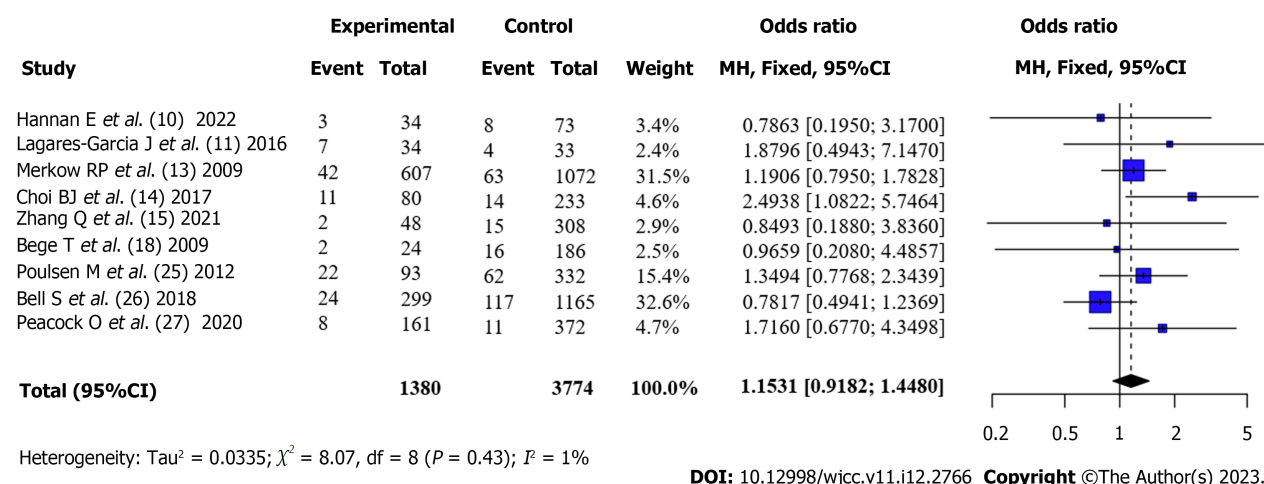 Experimental Control Odds ratio Odds ratio
Study Event Total Event Total Weight MH, Fixed, 95%CI MH, Fixed, 95%CI
Hannan E et al. (10) 2022 3 34 8 73 3.4% 0.7863 [0.1950; 3.1700]
Lagares-Garcia J et al. (11) 2016 7 34 4 33 2.4% 1.8796 [0.4943; 7.1470]
Merkow RP et al. (13) 2009 42 607 63 1072 31.5% 1.1906 [0.7950; 1.7828]
Choi BJ et al. (14) 2017 11 80 14 233 4.6% 2.4938 [1.0822; 5.7464]
Zhang Q et al. (15) 2021 2 48 15 308 2.9% 0.8493 [0.1880; 3.8360]
Bege T et al. (18) 2009 2 24 16 186 2.5% 0.9659 [0.2080; 4.4857]
Poulsen M et al. (25) 2012 22 93 62 332 15.4% 1.3494 [0.7768; 2.3439]
Bell S et al. (26) 2018 24 299 117 1165 32.6% 0.7817 [0.4941; 1.2369]
Peacock O et al. (27) 2020 8 161 11 372 4.7% 1.7160 [0.6770; 4.3498]
Total (95%CI) 1380 3774 100.0% 1.1531 [0.9182; 1.4480]
0.2 0.5 1 2 5
Heterogeneity: Tau² = 0.0335; χ² = 8.07, df = 8 (P = 0.43); I² = 1%
DOI: 10.12998/wjcc.v11.i12.2766 Copyright ©The Author(s) 2023.